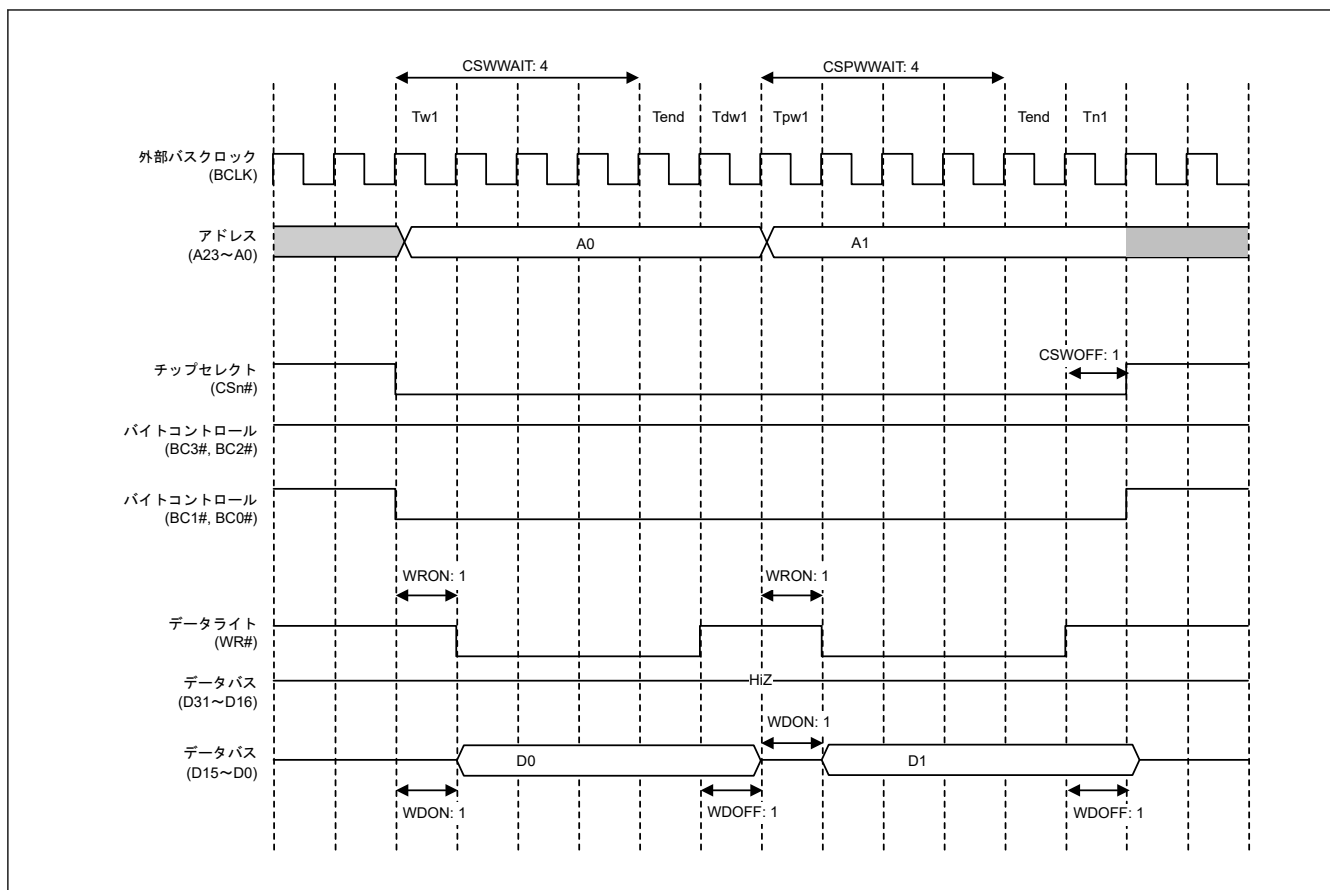 CSWWAIT: 4
CSPWWAIT: 4
Tw1
Tend
Tdw1
Tpw1
Tend
Tn1
外部バスクロック
(BCLK)
アドレス
(A23～A0)
A0
A1
CSWOFF: 1
チップセレクト
(CSn#)
バイトコントロール
(BC3#, BC2#)
バイトコントロール
(BC1#, BC0#)
WRON: 1
WRON: 1
データライト
(WR#)
データバス
(D31～D16)
HiZ
WDON: 1
データバス
(D15～D0)
D0
D1
WDON: 1
WDOFF: 1
WDOFF: 1